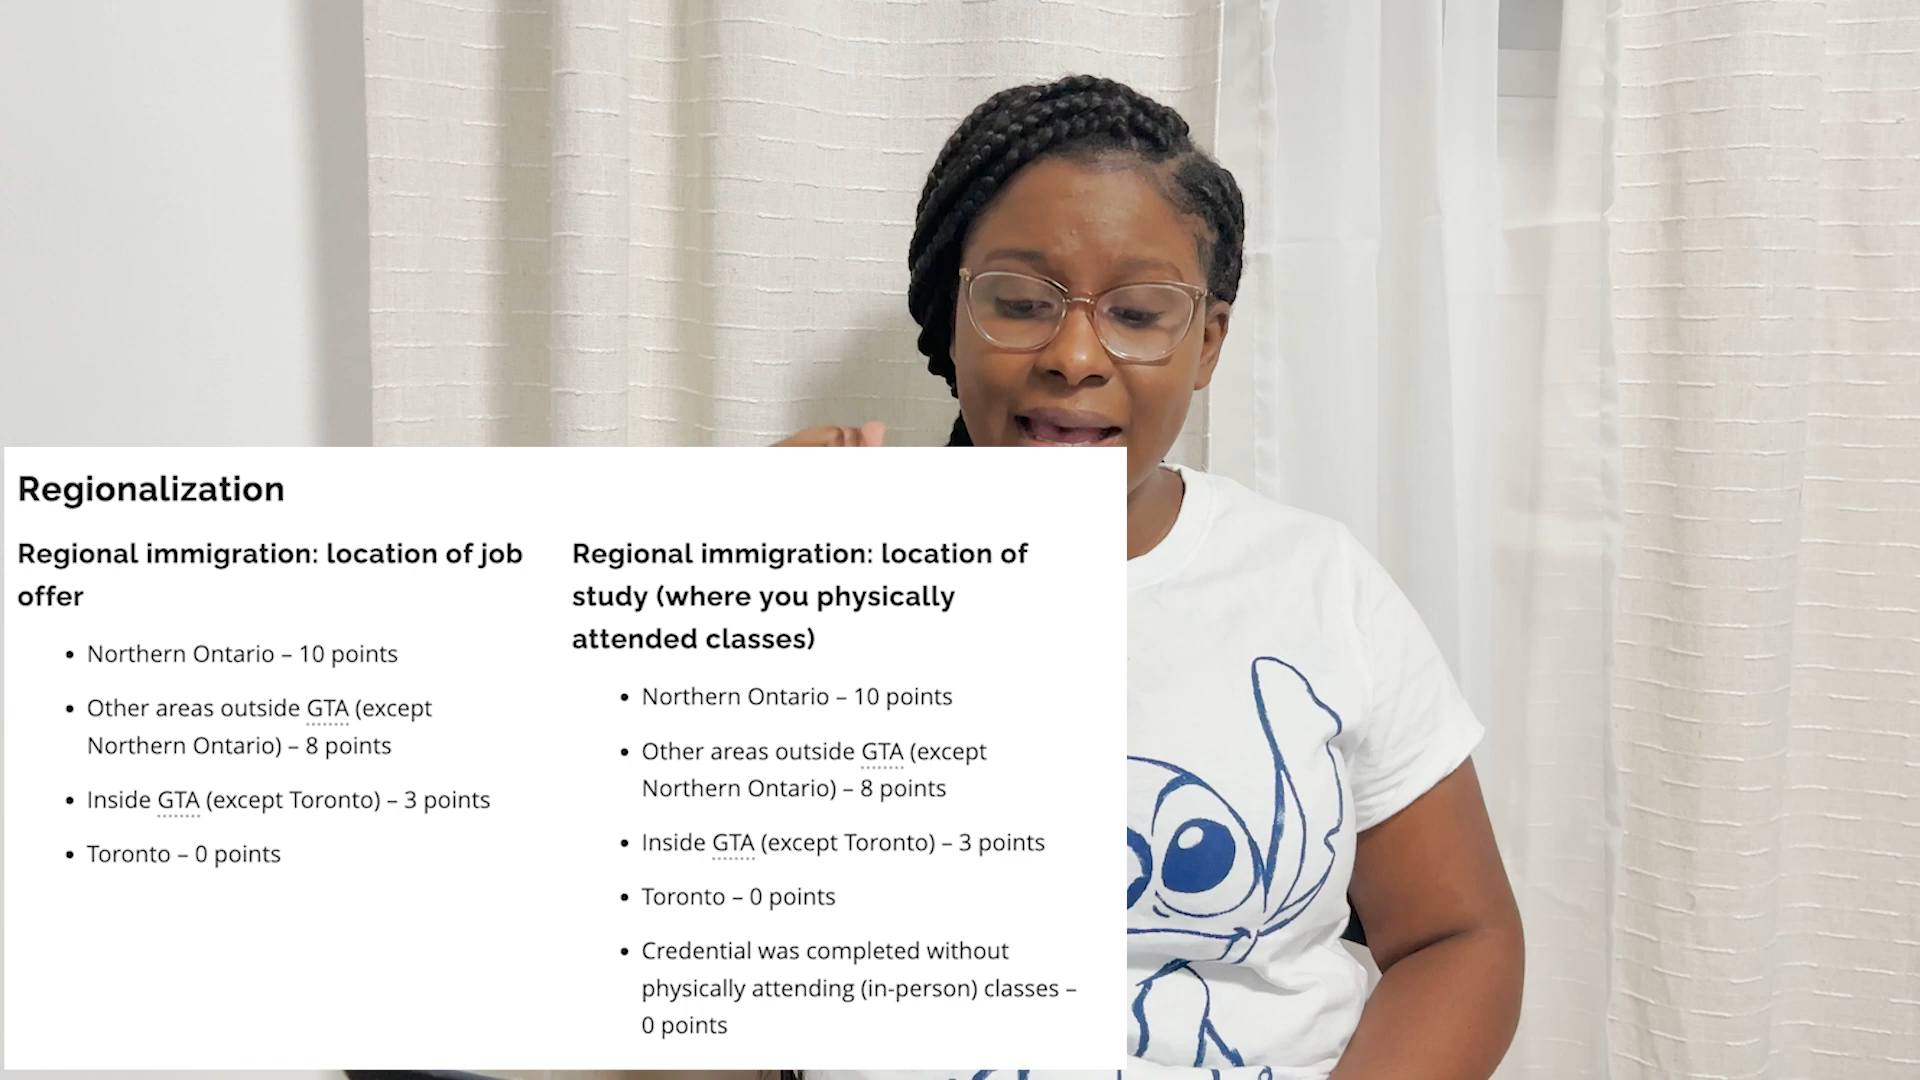 Regionalization
Regional immigration: location of job
offer
• Northern Ontario – 10 points
• Other areas outside GTA (except
Northern Ontario) – 8 points
• Inside GTA (except Toronto) – 3 points
• Toronto – 0 points
Regional immigration: location of
study (where you physically
attended classes)
• Northern Ontario – 10 points
• Other areas outside GTA (except
Northern Ontario) – 8 points
• Inside GTA (except Toronto) – 3 points
• Toronto – 0 points
• Credential was completed without
physically attending (in-person) classes –
0 points